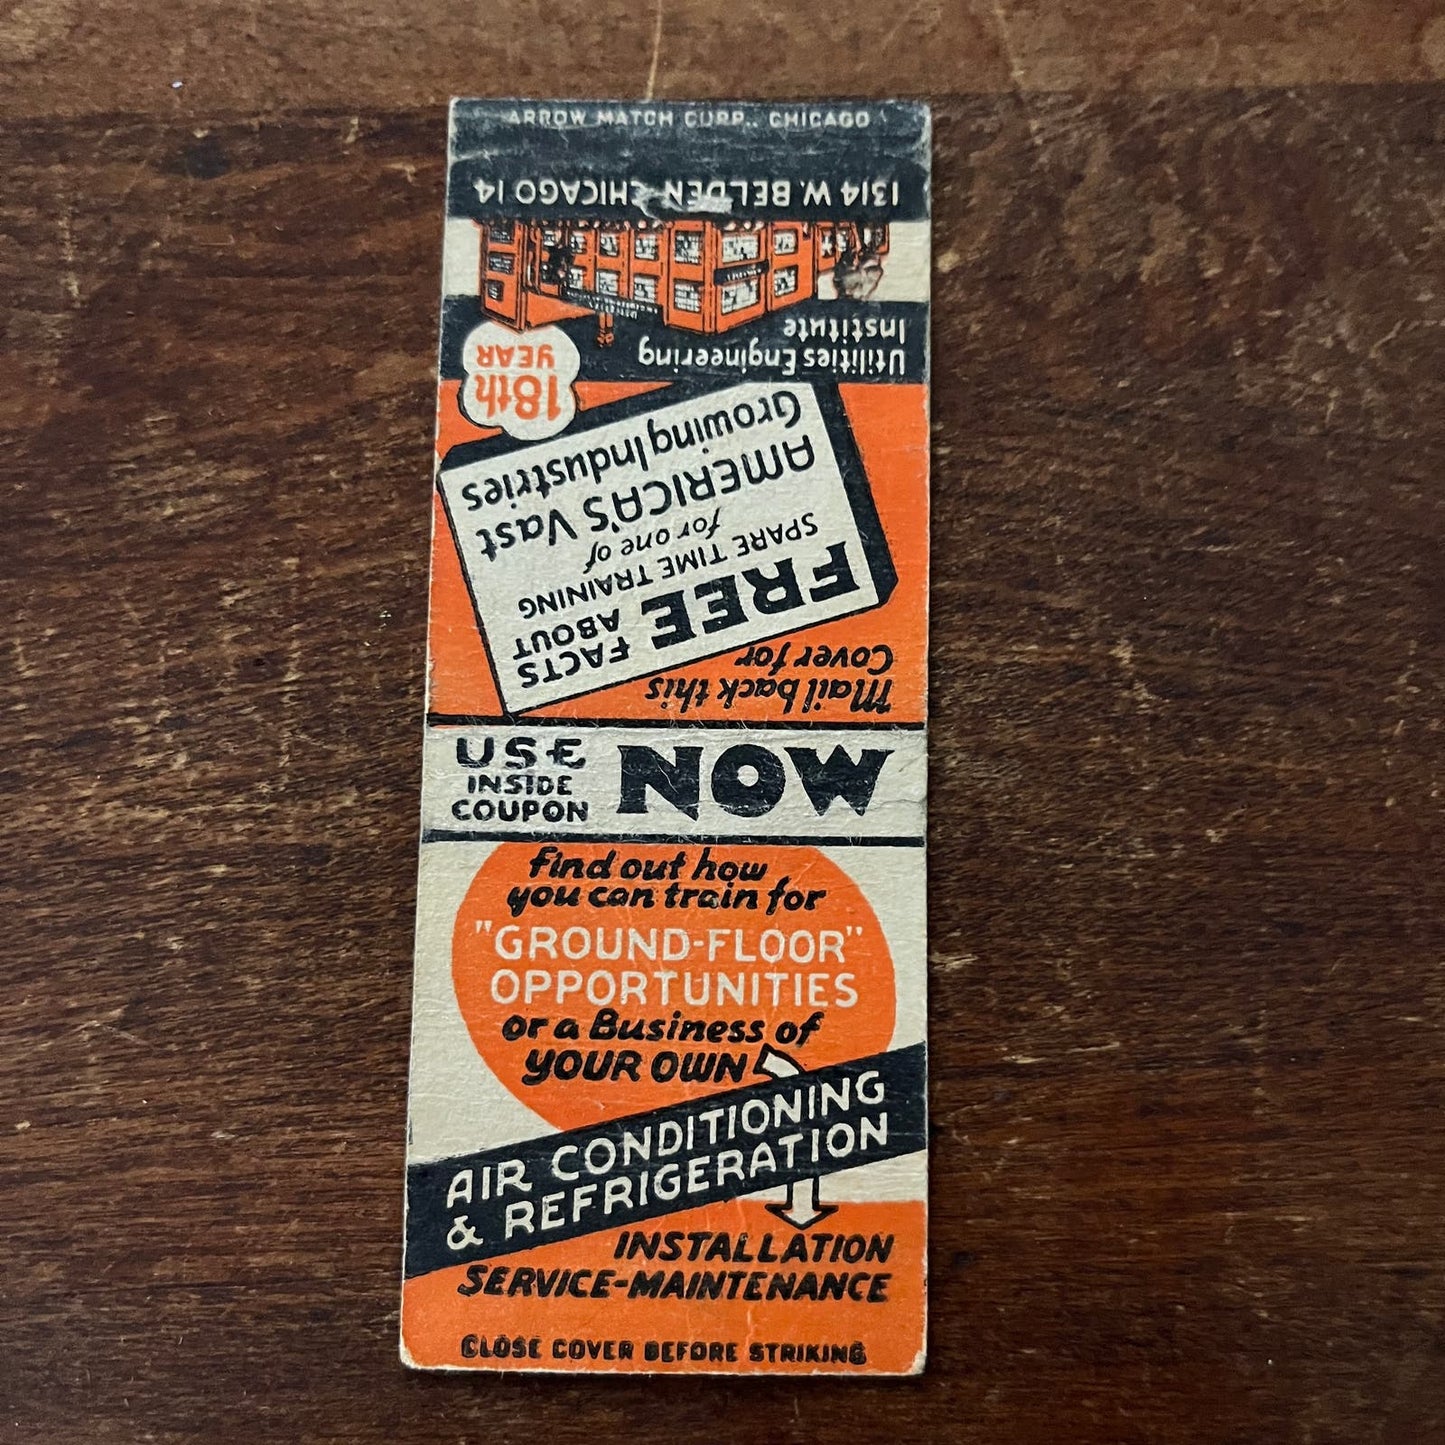 ARROW MATCH CORP., CHICAGO
1314 W. BELDEN-CHICAGO 14
Utilities Engineering
Institute
18th
YEAR
Mail back this
Cover for
FREE FACTS
ABOUT
SPARE TIME TRAINING
for one of
AMERICA'S Vast
Growing Industries
USE
INSIDE
COUPON
NOW
find out how
you can train for
"GROUND-FLOOR"
OPPORTUNITIES
or a Business of
YOUR OWN
AIR CONDITIONING
& REFRIGERATION
INSTALLATION
SERVICE-MAINTENANCE
CLOSE COVER BEFORE STRIKING